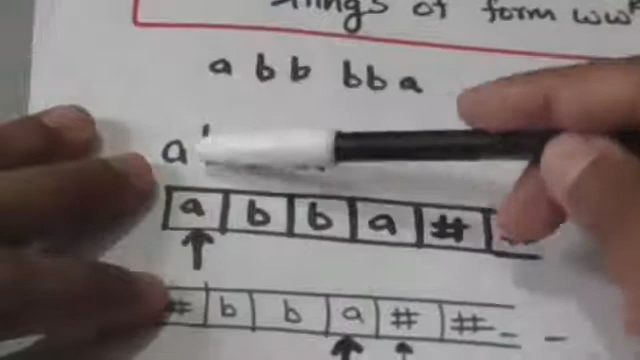 strings of form ww^R
a b b b b a
a
a b b a #
# b b a # #